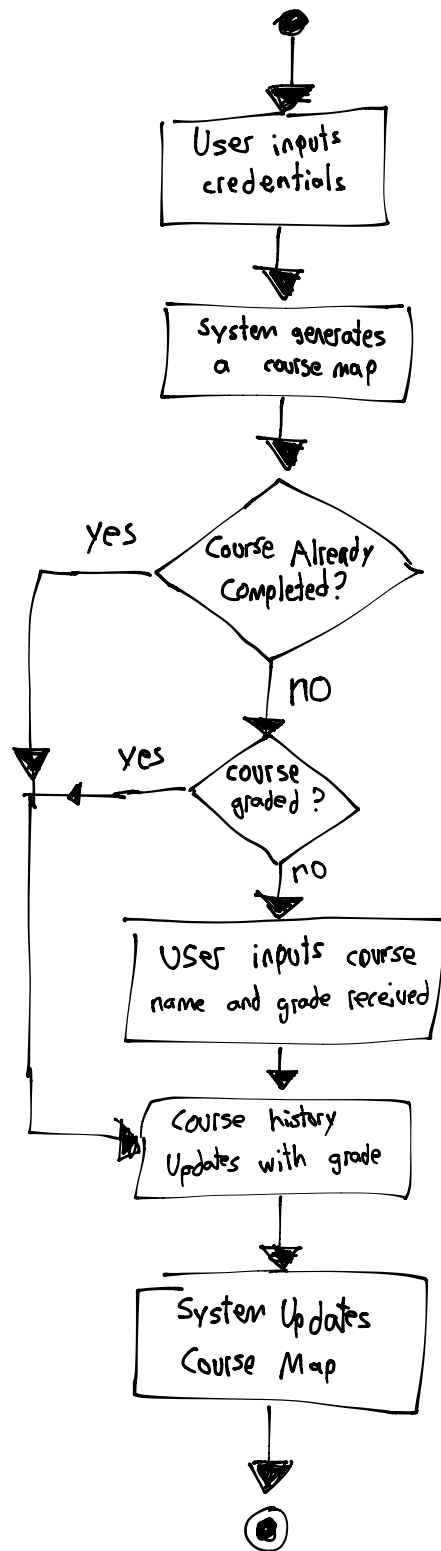 User inputs
credentials
System generates
a course map
yes
Course Already
Completed?
no
yes
course
graded?
no
User inputs course
name and grade received
Course history
Updates with grade
System Updates
Course Map